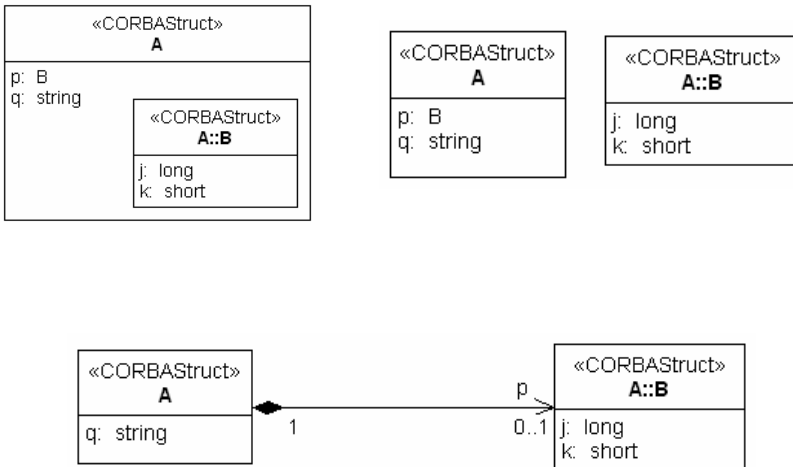 «CORBAStruct»
A
p: B
q: string
«CORBAStruct»
A::B
j: long
k: short
«CORBAStruct»
A
p: B
q: string
«CORBAStruct»
A::B
j: long
k: short
«CORBAStruct»
A
q: string
1
p
0..1
«CORBAStruct»
A::B
j: long
k: short